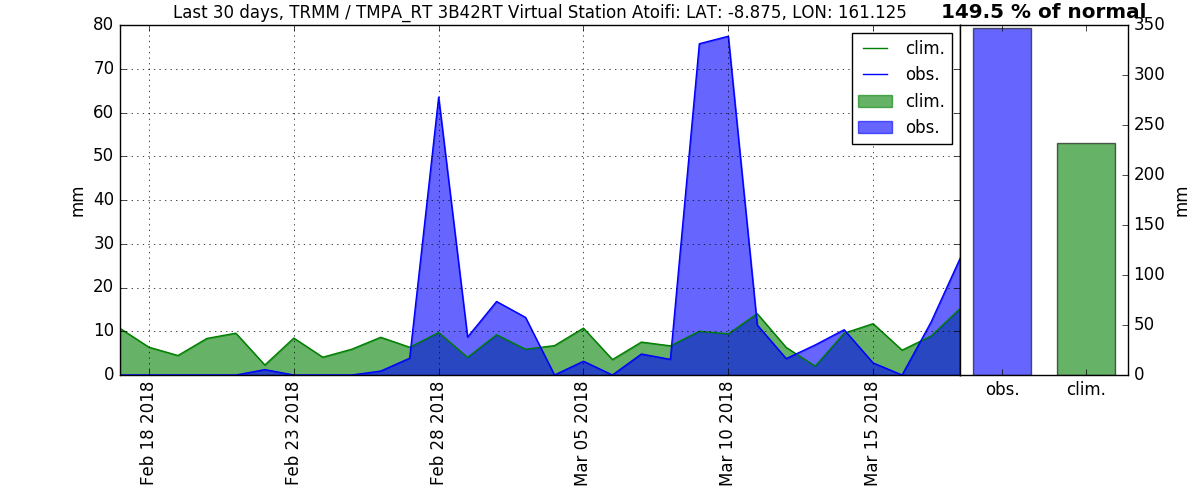 Last 30 days, TRMM / TMPA_RT 3B42RT Virtual Station Atoifi: LAT: -8.875, LON: 161.125
149.5 % of normal
80
70
60
50
40
30
20
10
0
mm
clim.
obs.
clim.
obs.
350
300
250
200
150
100
50
0
mm
Feb 18 2018
Feb 23 2018
Feb 28 2018
Mar 05 2018
Mar 10 2018
Mar 15 2018
obs.
clim.